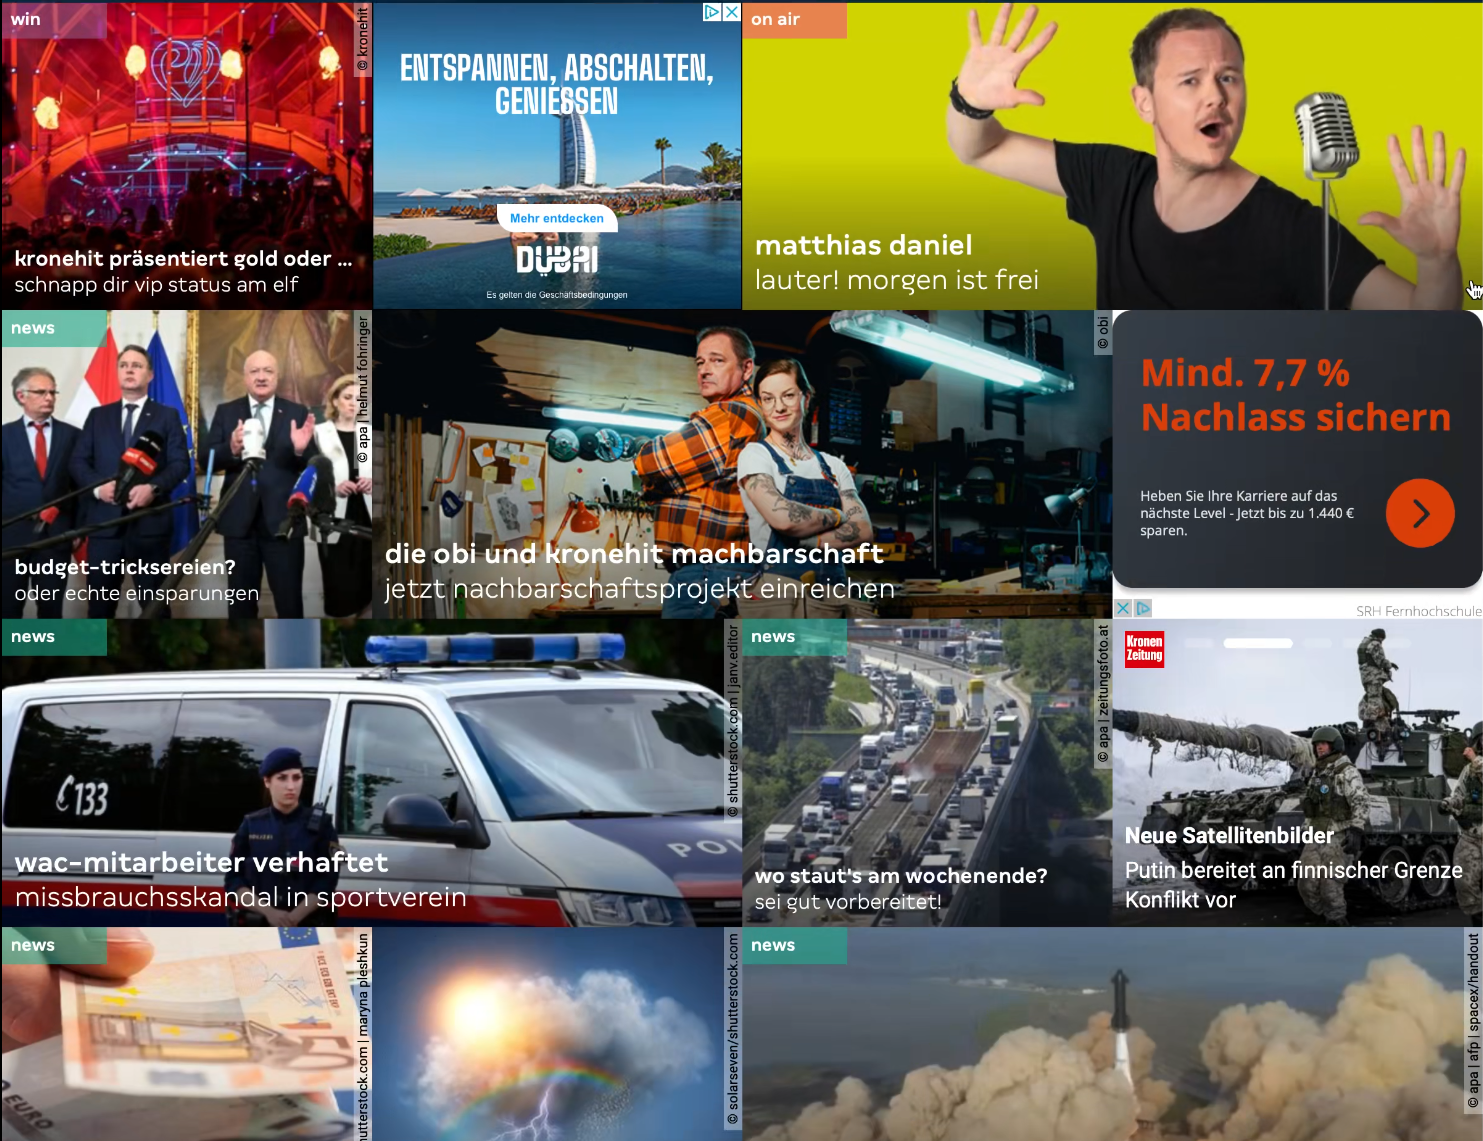 win
© kronehit
kronehit präsentiert gold oder ...
schnapp dir vip status am elf
ENTSPANNEN, ABSCHALTEN,
GENIESSEN
Mehr entdecken
DUBAI
Es gelten die Geschäftsbedingungen
on air
matthias daniel
lauter! morgen ist frei
news
© apa | helmut fohringer
budget-tricksereien?
oder echte einsparungen
© obi
die obi und kronehit machbarschaft
jetzt nachbarschaftsprojekt einreichen
Mind. 7,7 %
Nachlass sichern
Heben Sie Ihre Karriere auf das
nächste Level - Jetzt bis zu 1.440 €
sparen.
SRH Fernhochschule
news
© shutterstock.com | janv.editor
133
POLIZEI
PO
wac-mitarbeiter verhaftet
missbrauchsskandal in sportverein
news
© apa | zeitungsfoto.at
wo staut's am wochenende?
sei gut vorbereitet!
Kronen
Zeitung
Neue Satellitenbilder
Putin bereitet an finnischer Grenze
Konflikt vor
news
EURO
utterstock.com | maryna pleshkun
© solarseven/shutterstock.com
news
© apa | afp | spacex/handout